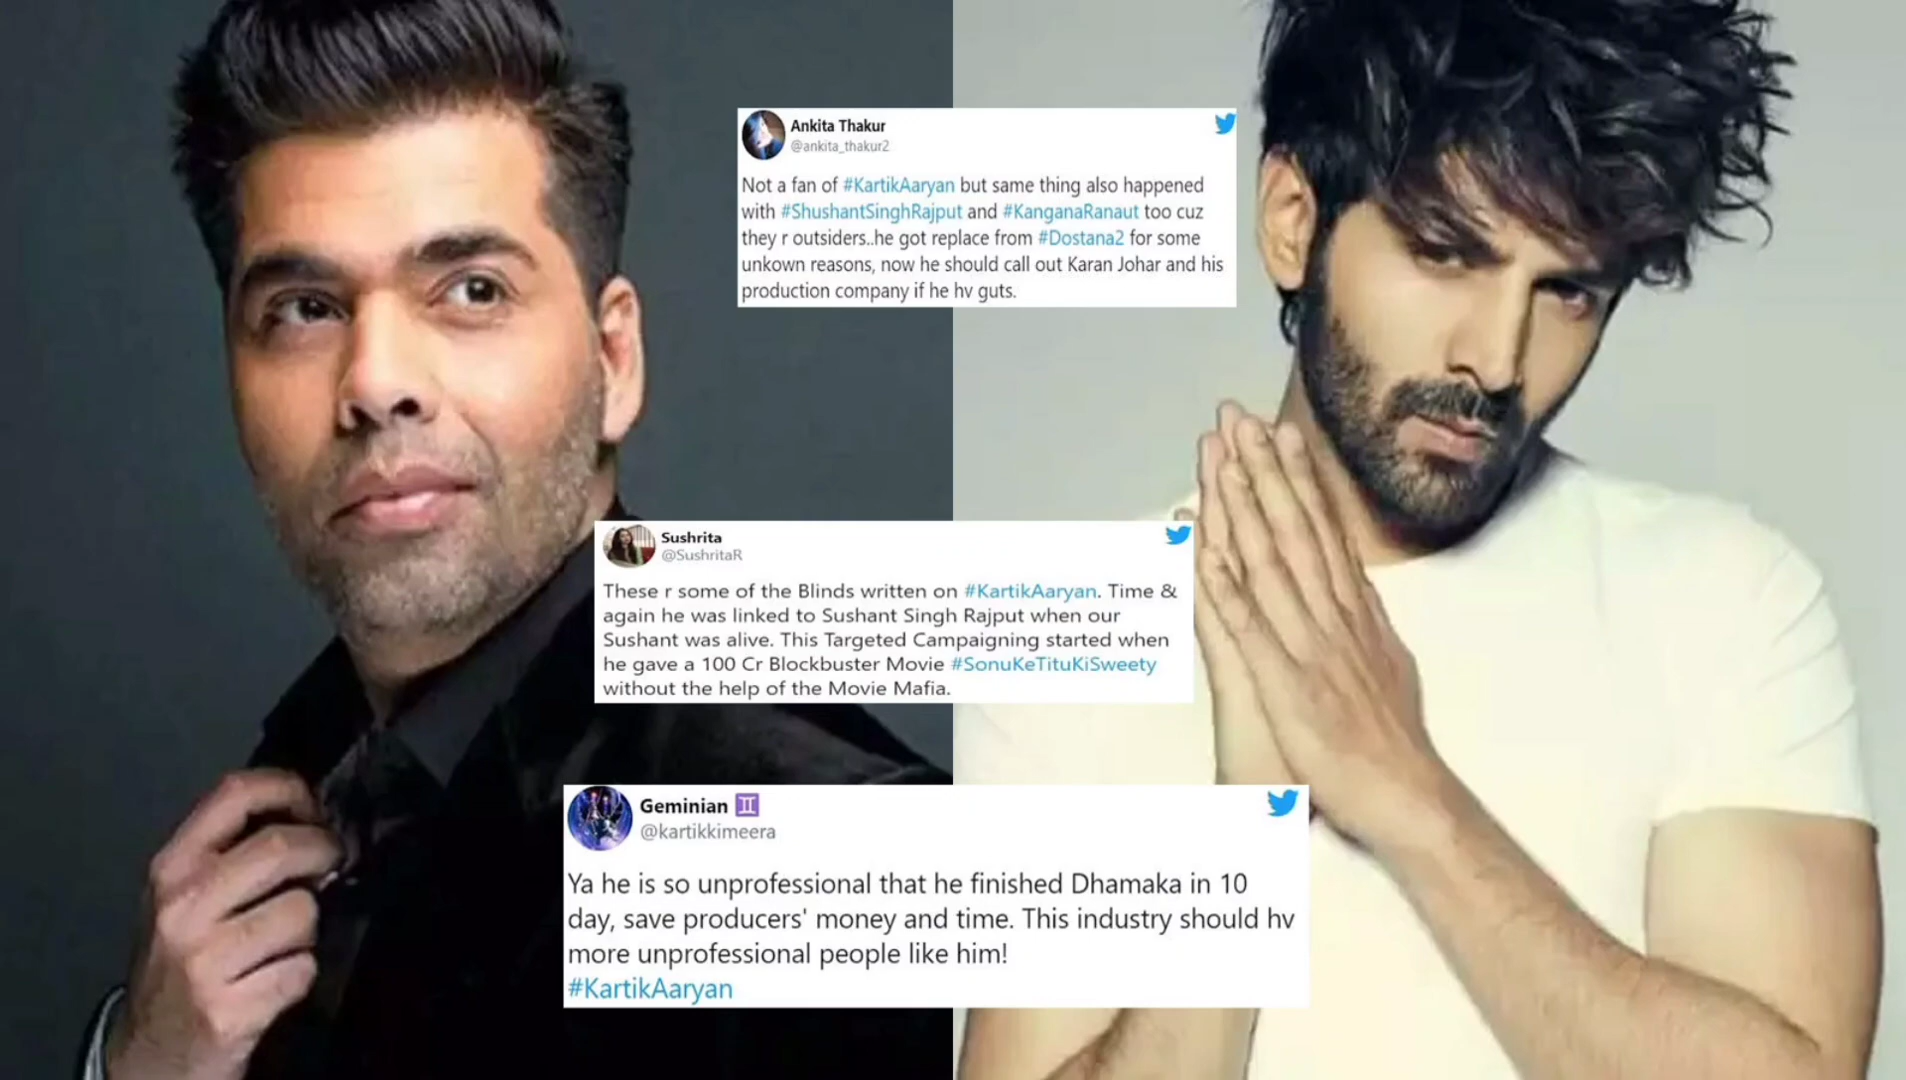 Ankita Thakur
@ankita_thakur2
Not a fan of #KartikAaryan but same thing also happened
with #ShushantSinghRajput and #KanganaRanaut too cuz
they r outsiders..he got replace from #Dostana2 for some
unkown reasons, now he should call out Karan Johar and his
production company if he hv guts.
Sushrita
@SushritaR
These r some of the Blinds written on #KartikAaryan. Time &
again he was linked to Sushant Singh Rajput when our
Sushant was alive. This Targeted Campaigning started when
he gave a 100 Cr Blockbuster Movie #SonuKeTituKiSweety
without the help of the Movie Mafia.
Geminian ♊
@kartikkimeera
Ya he is so unprofessional that he finished Dhamaka in 10
day, save producers' money and time. This industry should hv
more unprofessional people like him!
#KartikAaryan